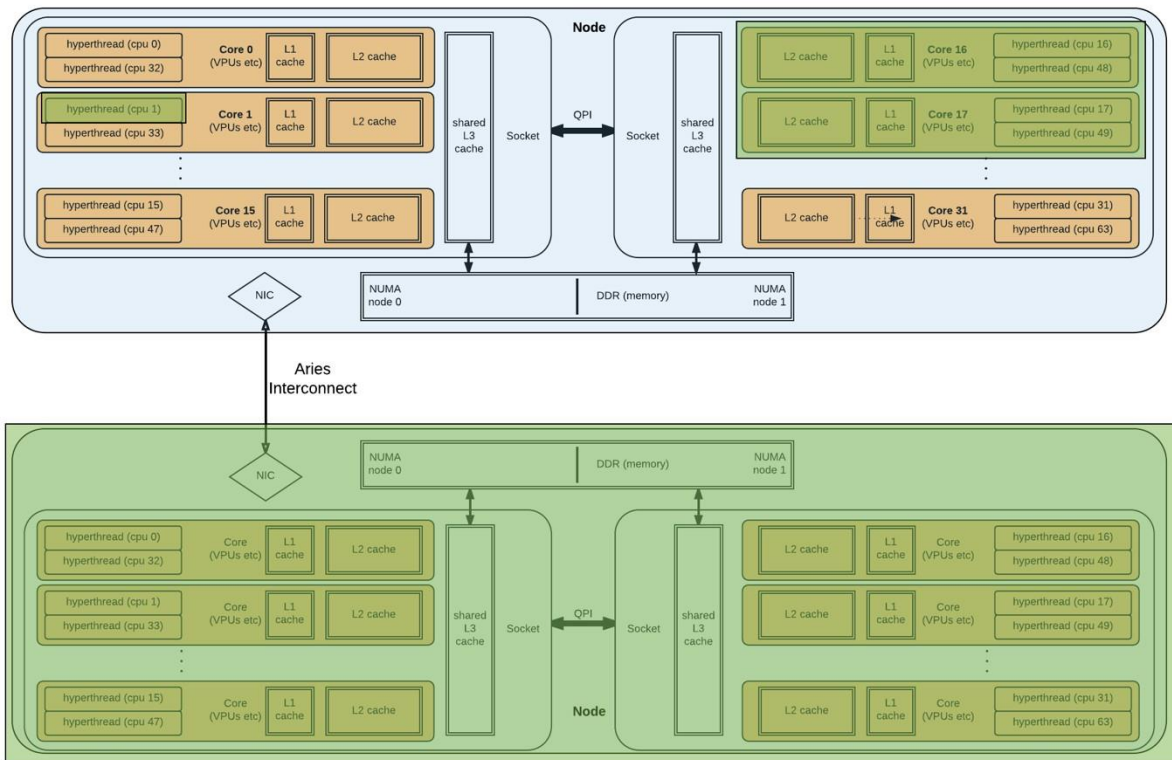 Node
hyperthread (cpu 0)
hyperthread (cpu 32)
Core 0
(VPUs etc)
L1
cache
L2 cache
hyperthread (cpu 1)
hyperthread (cpu 33)
Core 1
(VPUs etc)
L1
cache
L2 cache
hyperthread (cpu 15)
hyperthread (cpu 47)
Core 15
(VPUs etc)
L1
cache
L2 cache
shared
L3
cache
Socket
QPI
Socket
shared
L3
cache
L2 cache
L1
cache
Core 16
(VPUs etc)
hyperthread (cpu 16)
hyperthread (cpu 48)
L2 cache
L1
cache
Core 17
(VPUs etc)
hyperthread (cpu 17)
hyperthread (cpu 49)
L2 cache
L1
cache
Core 31
(VPUs etc)
hyperthread (cpu 31)
hyperthread (cpu 63)
NIC
NUMA
node 0
DDR (memory)
NUMA
node 1
Aries
Interconnect
NIC
NUMA
node 0
DDR (memory)
NUMA
node 1
hyperthread (cpu 0)
hyperthread (cpu 32)
Core
(VPUs etc)
L1
cache
L2 cache
hyperthread (cpu 1)
hyperthread (cpu 33)
Core
(VPUs etc)
L1
cache
L2 cache
hyperthread (cpu 15)
hyperthread (cpu 47)
Core
(VPUs etc)
L1
cache
L2 cache
shared
L3
cache
Socket
QPI
Socket
shared
L3
cache
L2 cache
L1
cache
Core
(VPUs etc)
hyperthread (cpu 16)
hyperthread (cpu 48)
L2 cache
L1
cache
Core
(VPUs etc)
hyperthread (cpu 17)
hyperthread (cpu 49)
L2 cache
L1
cache
Core
(VPUs etc)
hyperthread (cpu 31)
hyperthread (cpu 63)
Node